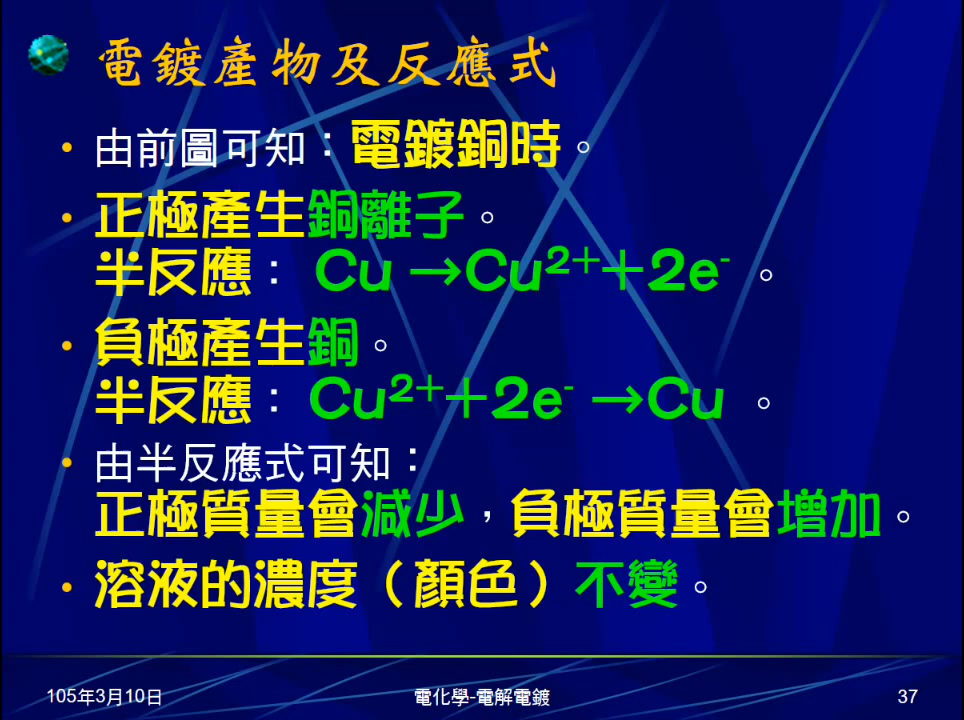 電鍍產物及反應式
• 由前圖可知：電鍍銅時。
• 正極產生銅離子。
半反應： Cu →Cu²⁺＋2e⁻ 。
• 負極產生銅。
半反應： Cu²⁺＋2e⁻ →Cu 。
• 由半反應式可知：
正極質量會減少，負極質量會增加。
• 溶液的濃度（顏色）不變。
105年3月10日
電化學-電解電鍍
37